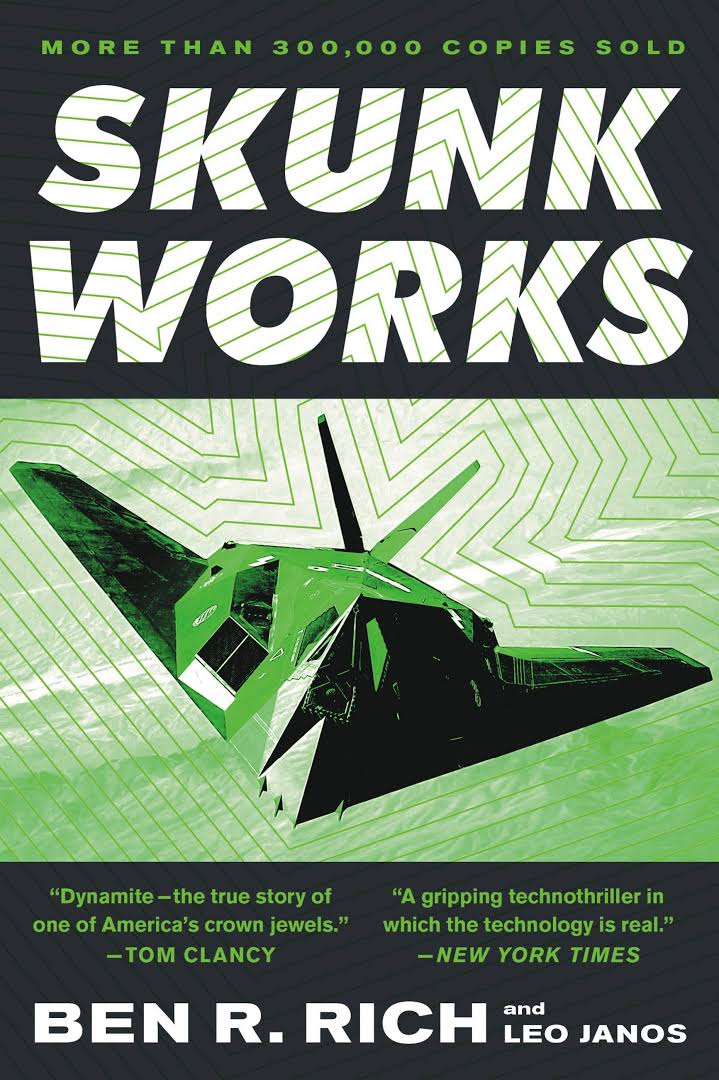 MORE THAN 300,000 COPIES SOLD
SKUNK
WORKS
“Dynamite—the true story of
one of America’s crown jewels.”
—TOM CLANCY
“A gripping technothriller in
which the technology is real.”
—NEW YORK TIMES
BEN R. RICH and
LEO JANOS